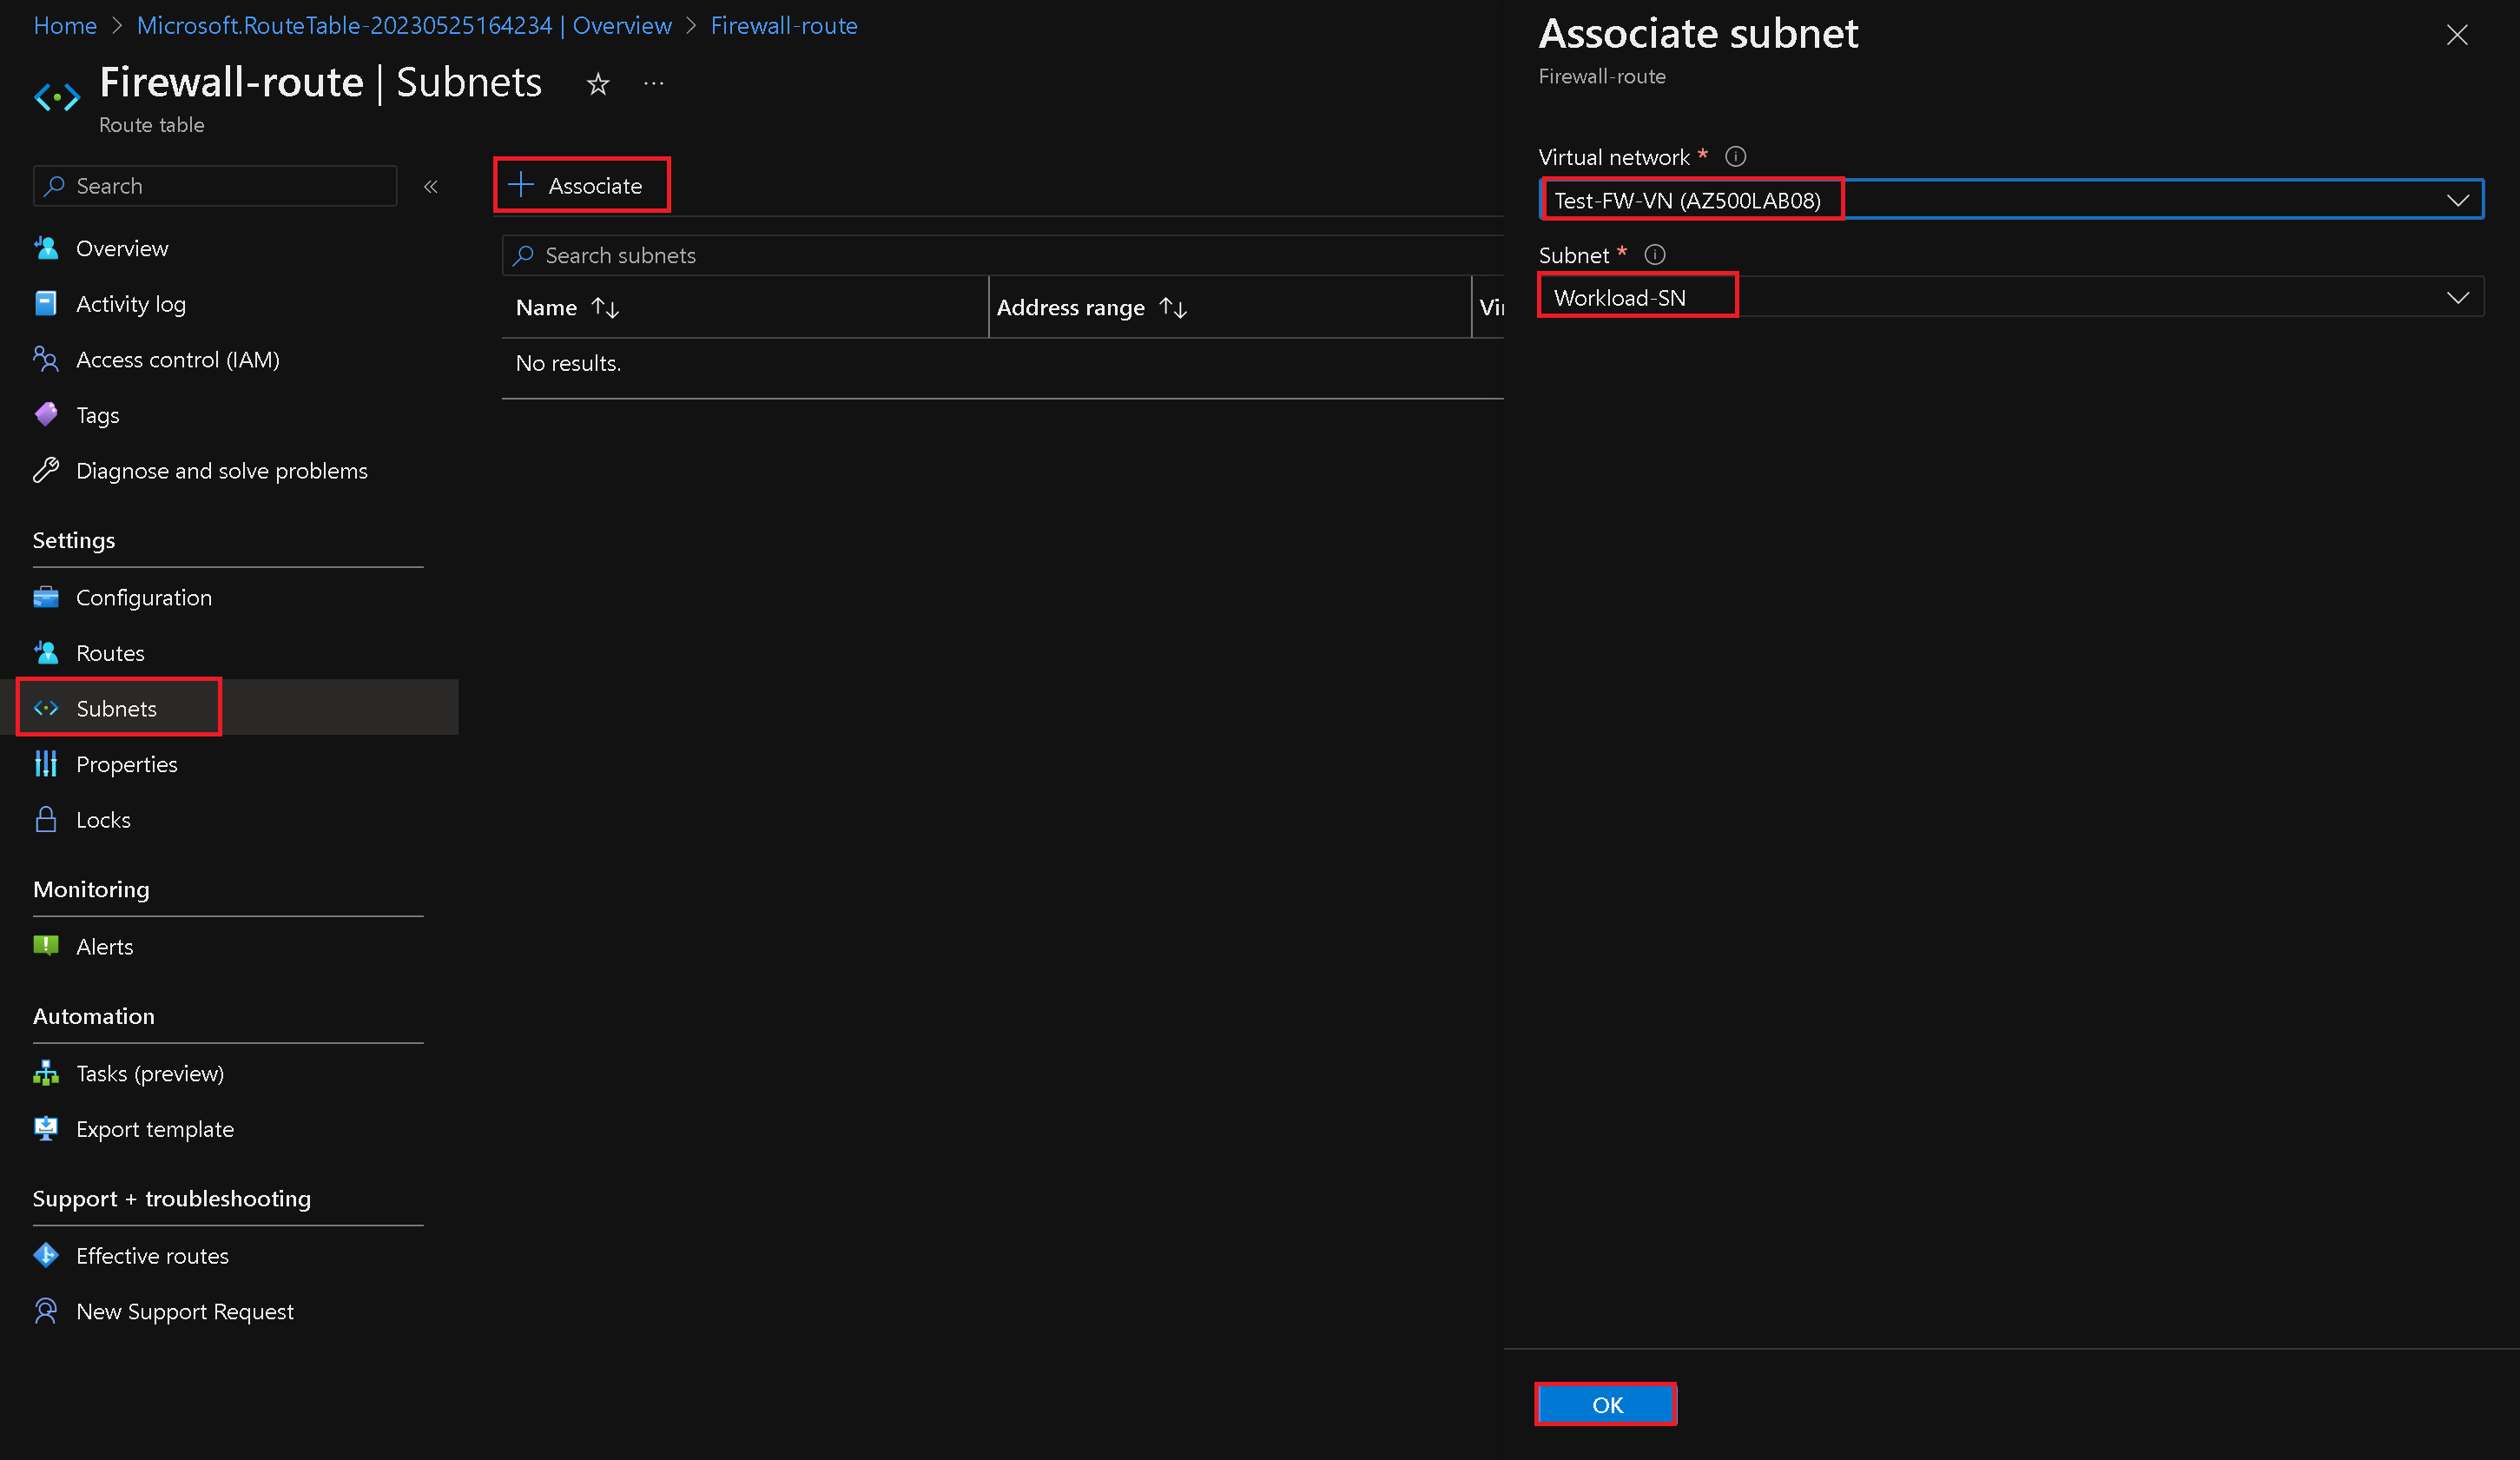 Home > Microsoft.RouteTable-20230525164234 | Overview > Firewall-route
Firewall-route | Subnets ☆ ···
Route table
Search «
Overview
Activity log
Access control (IAM)
Tags
Diagnose and solve problems
Settings
Configuration
Routes
Subnets
Properties
Locks
Monitoring
Alerts
Automation
Tasks (preview)
Export template
Support + troubleshooting
Effective routes
New Support Request
+ Associate
Search subnets
Name ↑↓ Address range ↑↓ Vi
No results.
Associate subnet
Firewall-route
Virtual network *
Test-FW-VN (AZ500LAB08)
Subnet *
Workload-SN
OK